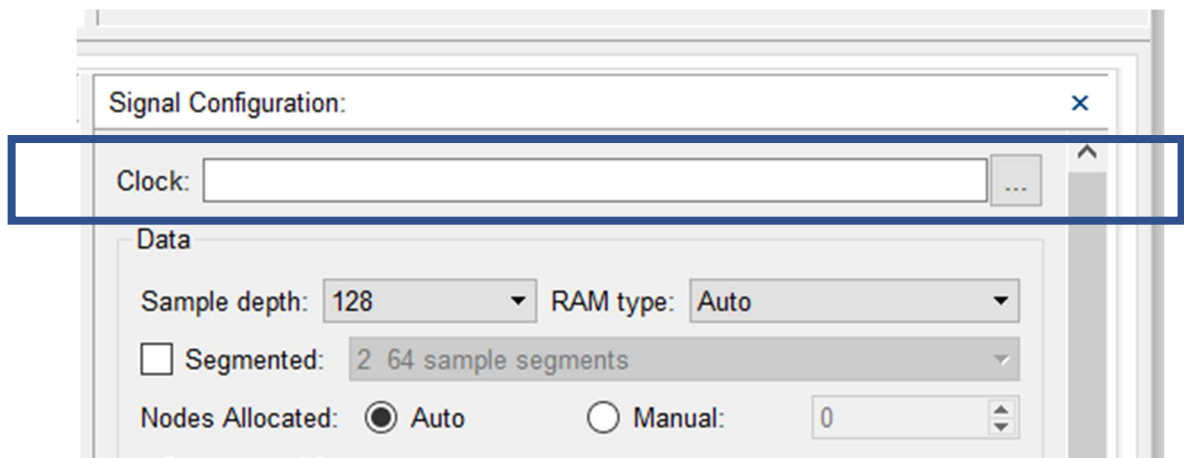 Signal Configuration: ×
Clock: ...
Data
Sample depth: 128 RAM type: Auto
Segmented: 2 64 sample segments
Nodes Allocated: Auto Manual: 0